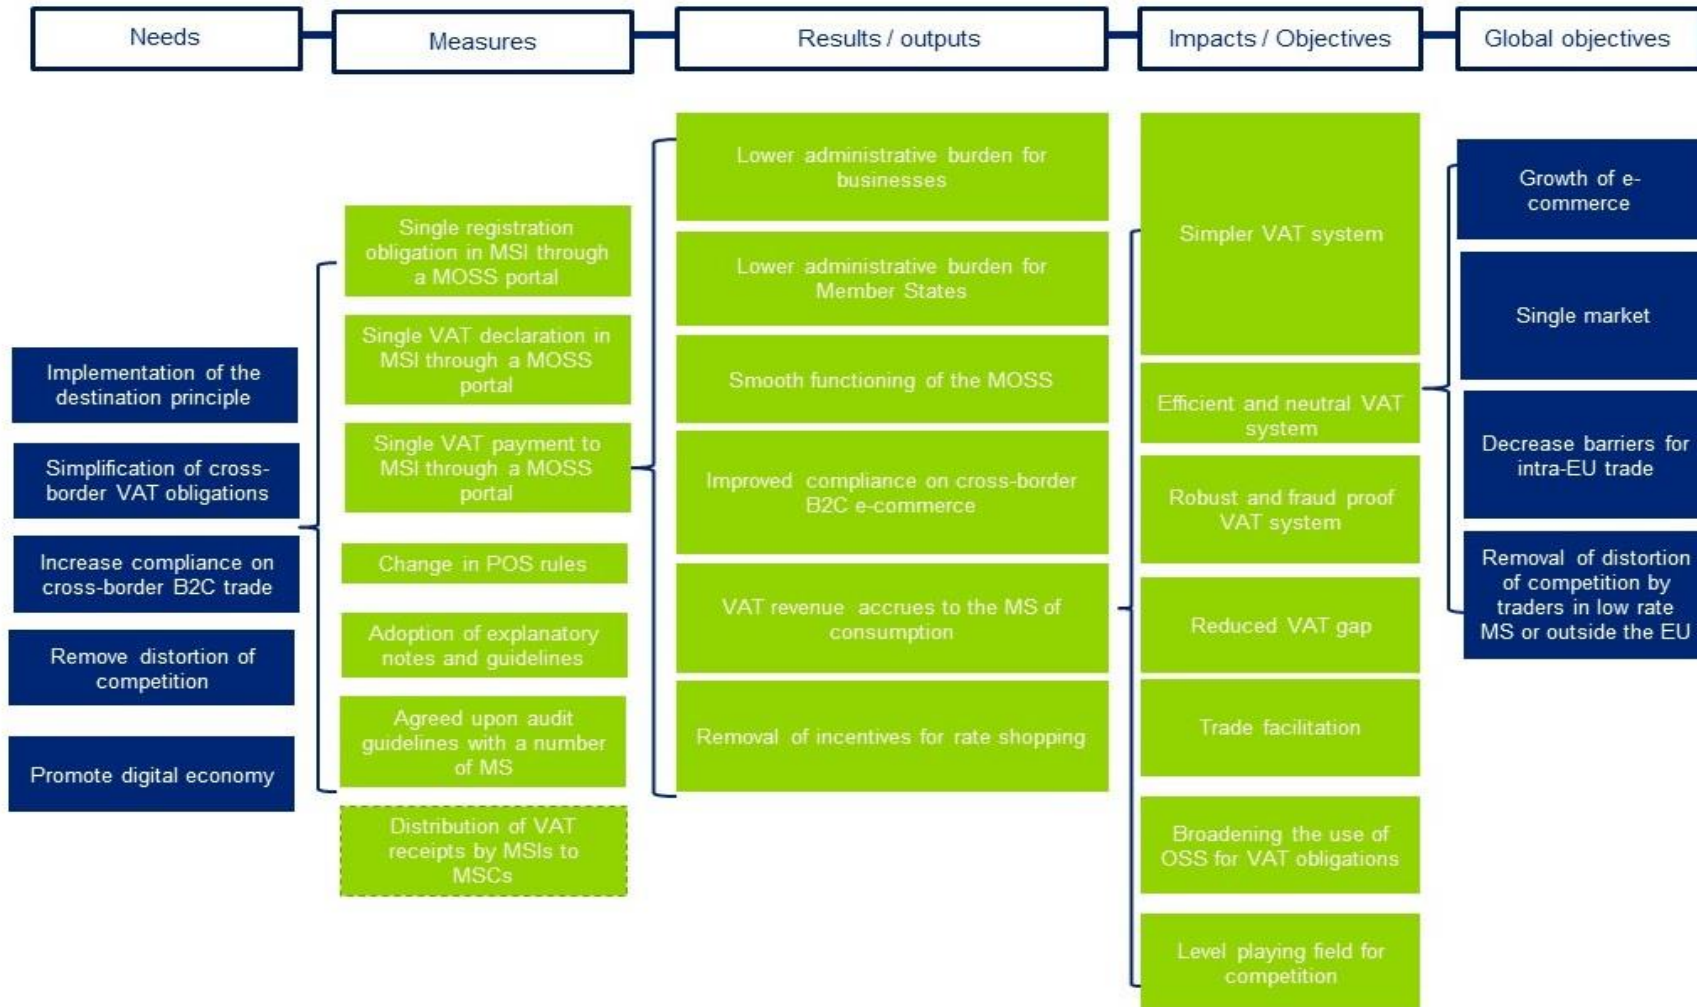 Needs
Measures
Results / outputs
Impacts / Objectives
Global objectives
Implementation of the
destination principle
Simplification of cross-
border VAT obligations
Increase compliance on
cross-border B2C trade
Remove distortion of
competition
Promote digital economy
Single registration
obligation in MSI through
a MOSS portal
Single VAT declaration in
MSI through a MOSS
portal
Single VAT payment to
MSI through a MOSS
portal
Change in POS rules
Adoption of explanatory
notes and guidelines
Agreed upon audit
guidelines with a number
of MS
Distribution of VAT
receipts by MSIs to
MSCs
Lower administrative burden for
businesses
Lower administrative burden for
Member States
Smooth functioning of the MOSS
Improved compliance on cross-border
B2C e-commerce
VAT revenue accrues to the MS of
consumption
Removal of incentives for rate shopping
Simpler VAT system
Efficient and neutral VAT
system
Robust and fraud proof
VAT system
Reduced VAT gap
Trade facilitation
Broadening the use of
OSS for VAT obligations
Level playing field for
competition
Growth of e-
commerce
Single market
Decrease barriers for
intra-EU trade
Removal of distortion
of competition by
traders in low rate
MS or outside the EU